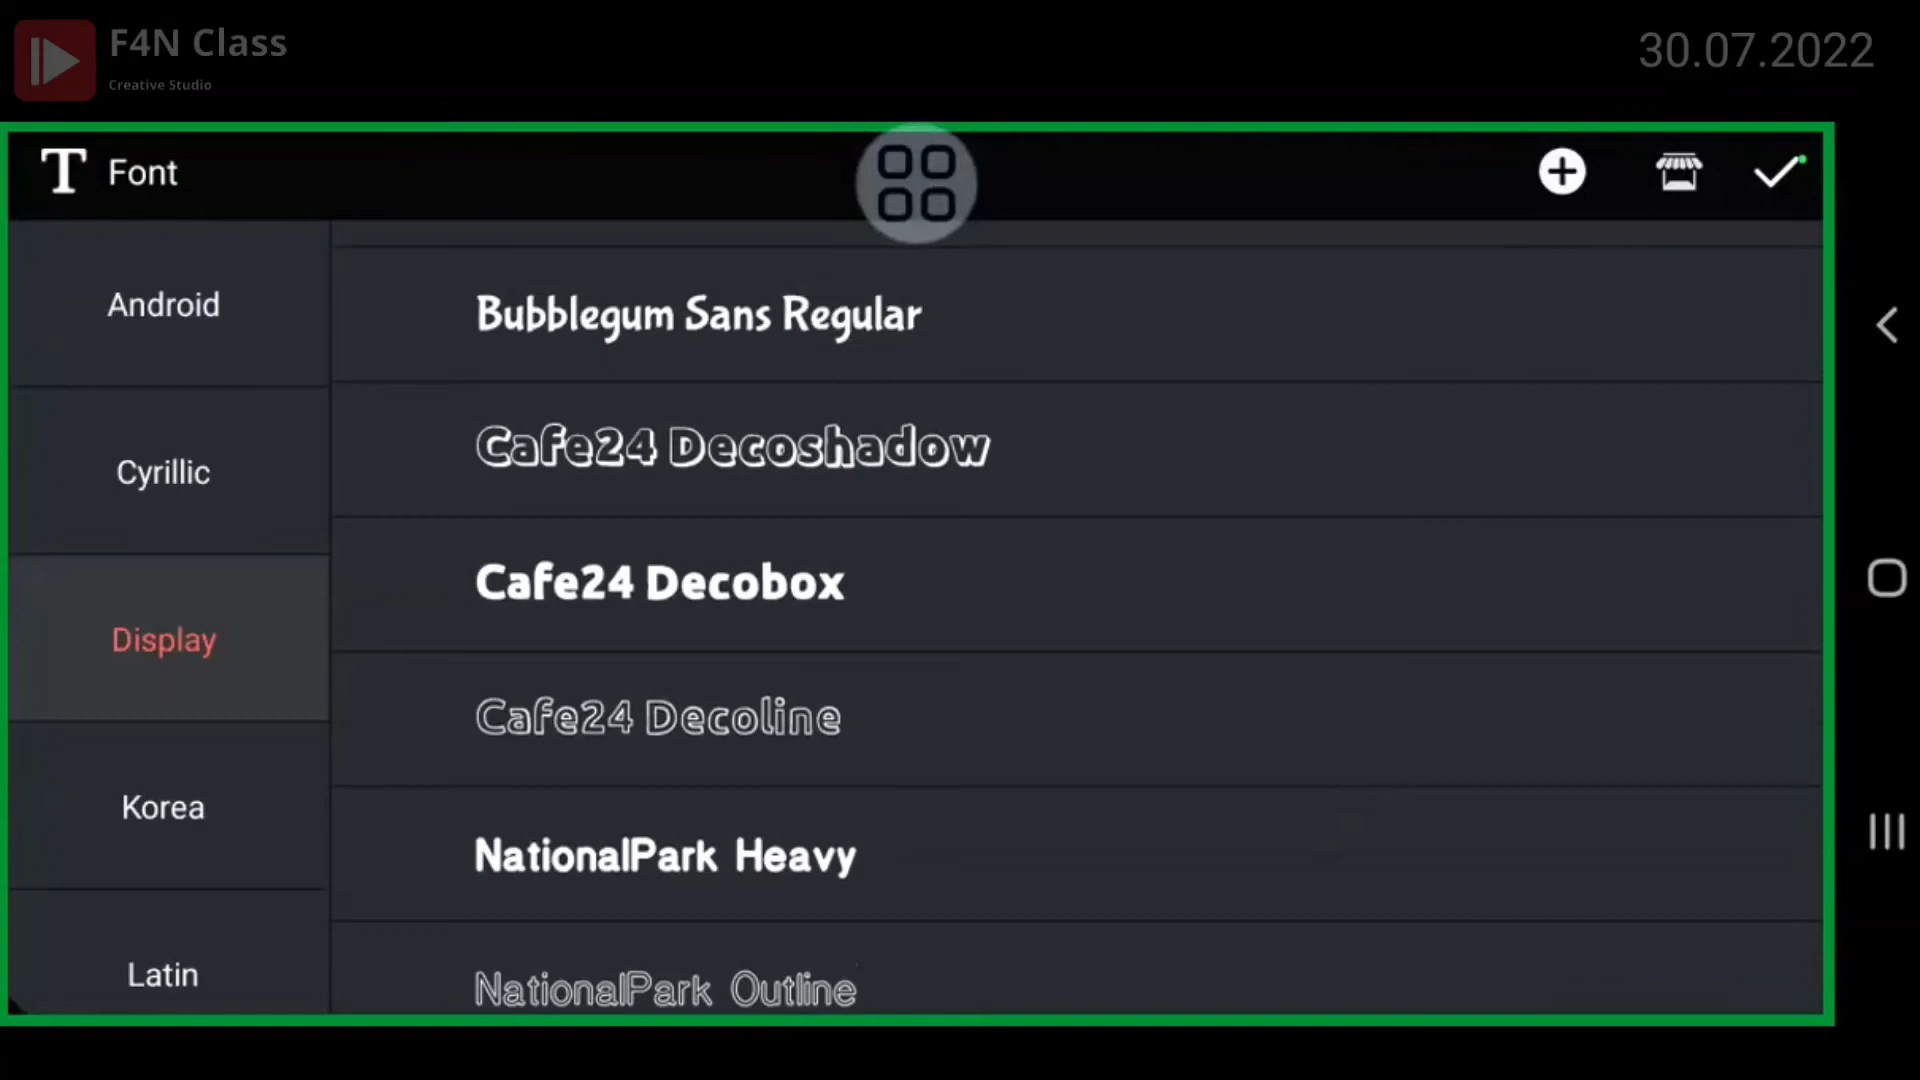 F4N Class
Creative Studio
30.07.2022
T Font
Android
Cyrillic
Display
Korea
Latin
Bubblegum Sans Regular
Cafe24 Decoshadow
Cafe24 Decobox
Cafe24 Decoline
NationalPark Heavy
NationalPark Outline